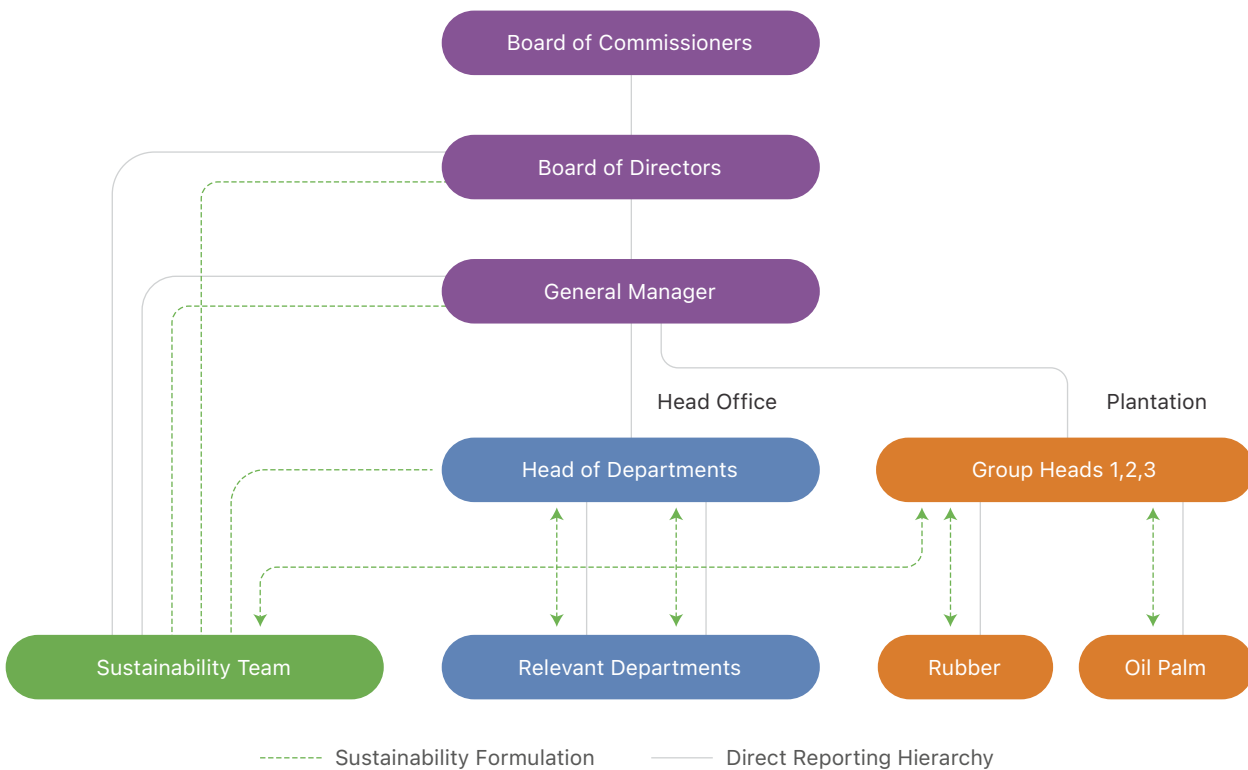 Board of Commissioners
Board of Directors
General Manager
Head Office
Plantation
Head of Departments
Group Heads 1,2,3
Sustainability Team
Relevant Departments
Rubber
Oil Palm
Sustainability Formulation
Direct Reporting Hierarchy